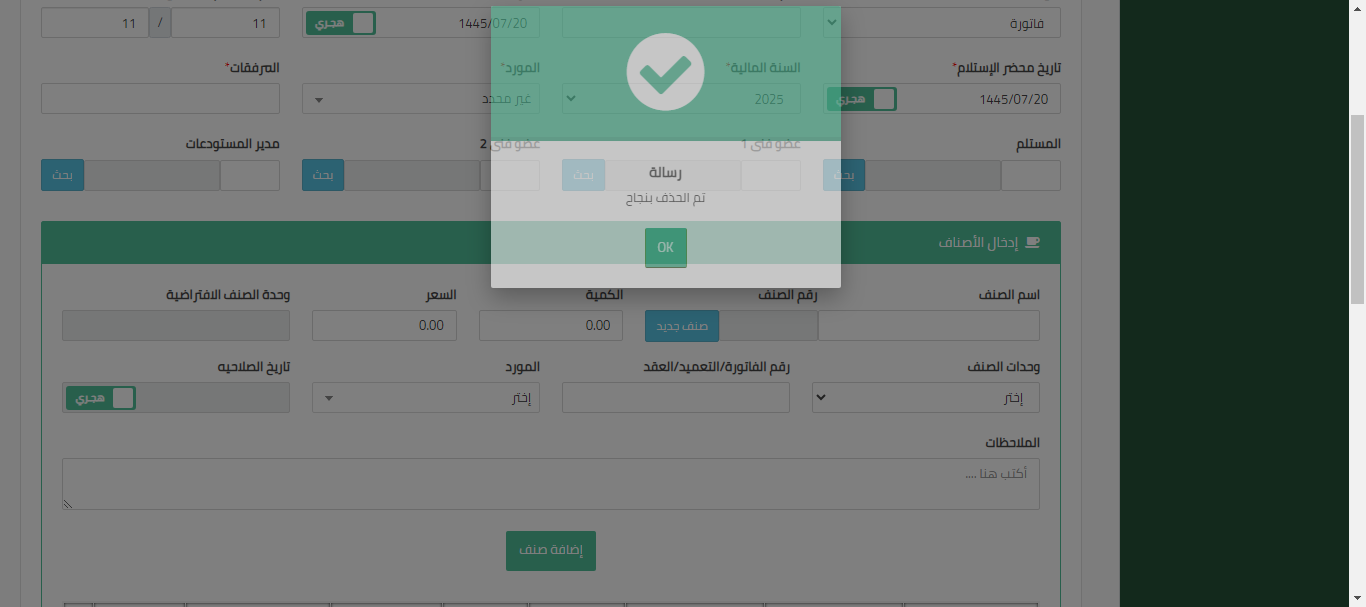 فاتورة
1445/07/20 هجري
11 / 11
تاريخ محضر الإستلام* السنة المالية* المورد* المرفقات*
1445/07/20 هجري 2025 غير محدد
المستلم عضو فني 1 عضو فني 2 مدير المستودعات
بحث بحث بحث بحث
رسالة
تم الحذف بنجاح
OK
إدخال الأصناف
اسم الصنف رقم الصنف الكمية السعر وحدة الصنف الافتراضية
صنف جديد 0.00 0.00
وحدات الصنف رقم الفاتورة/التعميد/العقد المورد تاريخ الصلاحيه
إختر إختر هجري
الملاحظات
أكتب هنا ....
إضافة صنف